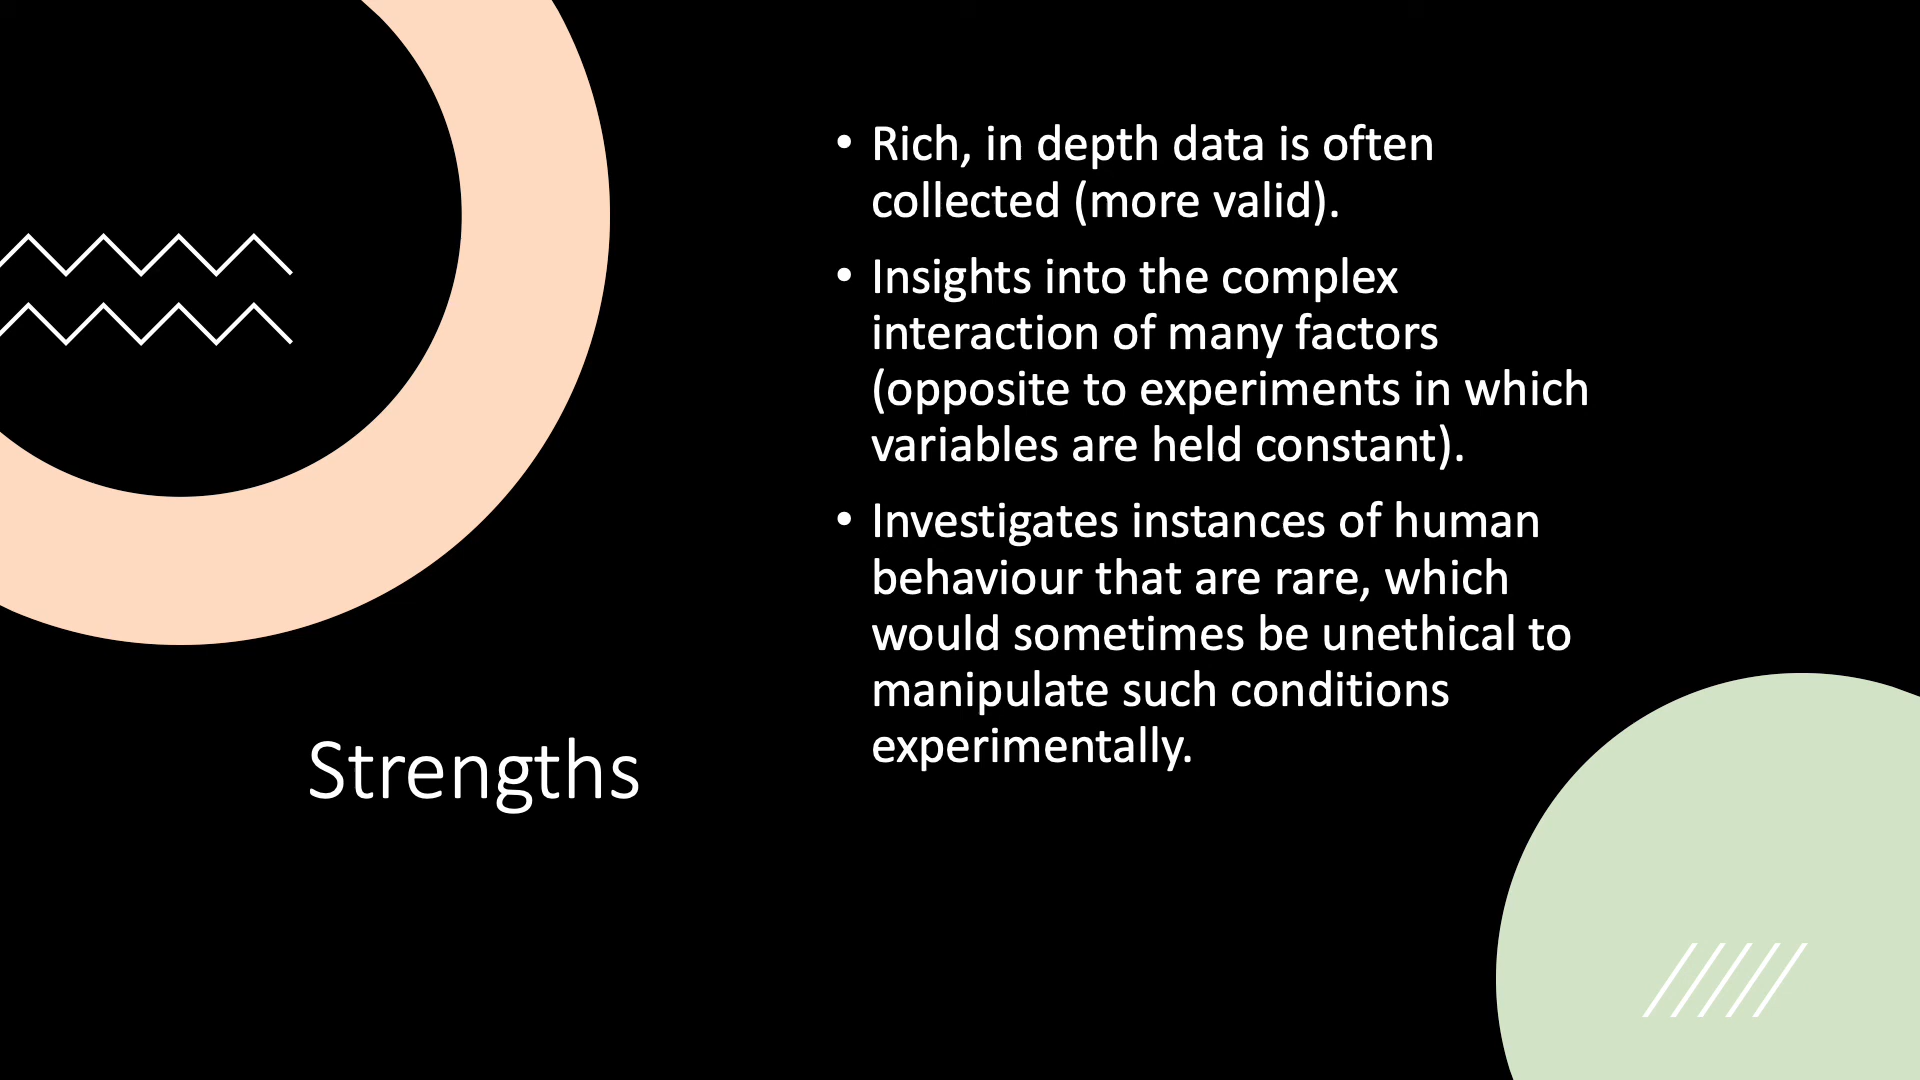 Strengths
• Rich, in depth data is often
collected (more valid).
• Insights into the complex
interaction of many factors
(opposite to experiments in which
variables are held constant).
• Investigates instances of human
behaviour that are rare, which
would sometimes be unethical to
manipulate such conditions
experimentally.